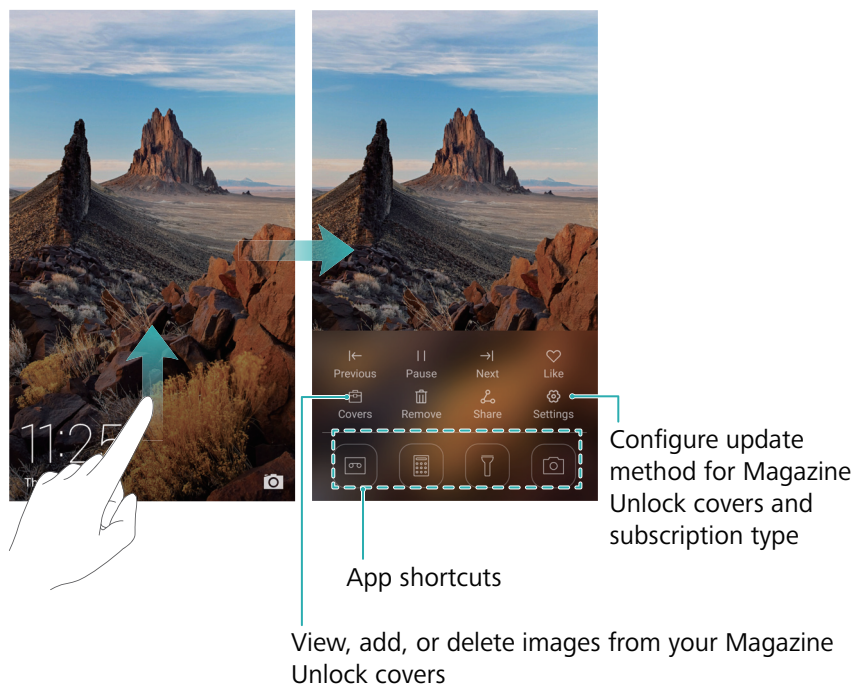 Previous Pause Next Like
Covers Remove Share Settings
11:25
Th
Configure update
method for Magazine
Unlock covers and
subscription type
App shortcuts
View, add, or delete images from your Magazine
Unlock covers